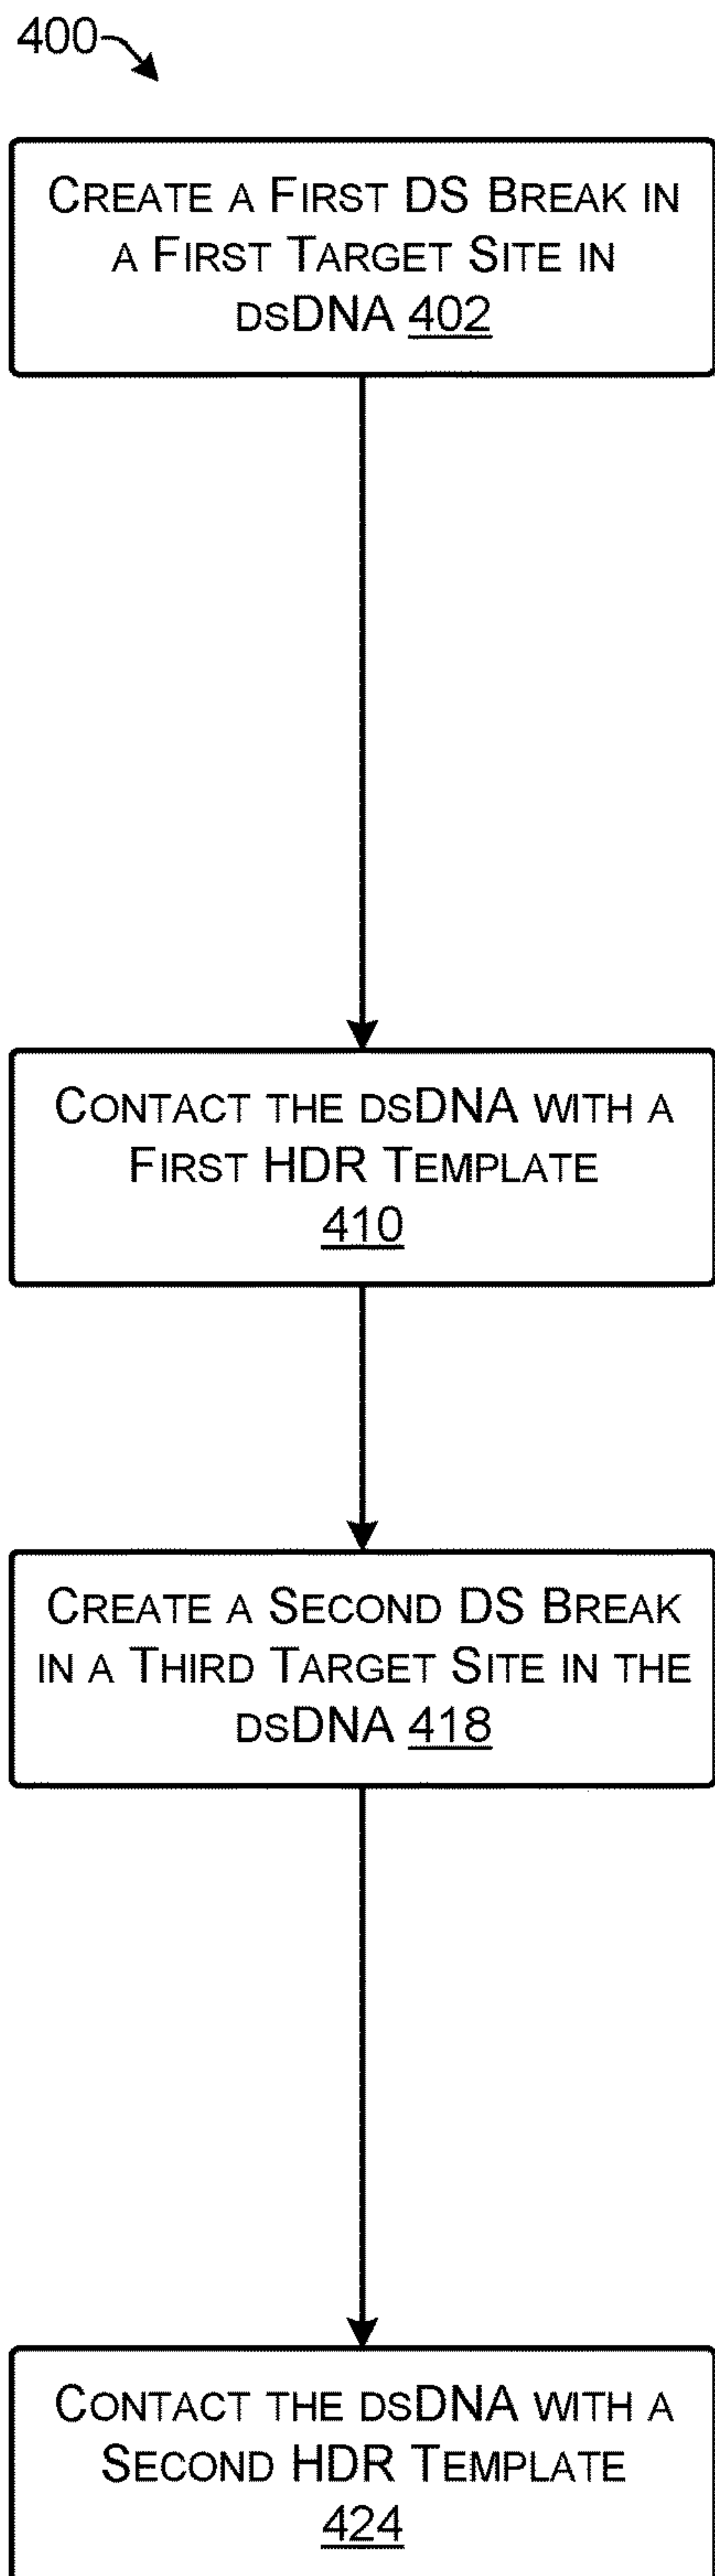 400
CREATE A FIRST DS BREAK IN
A FIRST TARGET SITE IN
DSDNA 402
CONTACT THE DSDNA WITH A
FIRST HDR TEMPLATE
410
CREATE A SECOND DS BREAK
IN A THIRD TARGET SITE IN THE
DSDNA 418
CONTACT THE DSDNA WITH A
SECOND HDR TEMPLATE
424